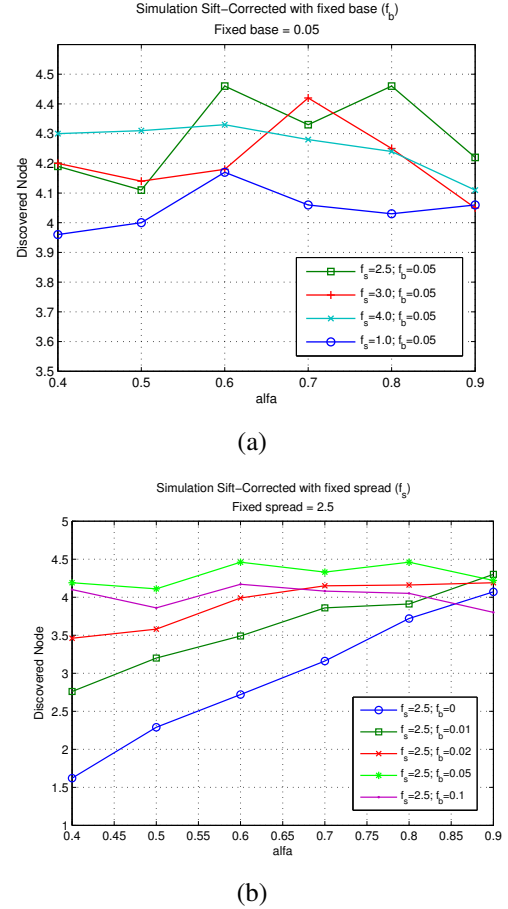 Simulation Sift−Corrected with fixed base (f_b)
Fixed base = 0.05
4.5
4.4
4.3
4.2
4.1
4
3.9
3.8
3.7
3.6
3.5
Discovered Node
f_s=2.5; f_b=0.05
f_s=3.0; f_b=0.05
f_s=4.0; f_b=0.05
f_s=1.0; f_b=0.05
0.4 0.5 0.6 0.7 0.8 0.9
alfa
(a)
Simulation Sift−Corrected with fixed spread (f_s)
Fixed spread = 2.5
5
4.5
4
3.5
3
2.5
2
1.5
1
Discovered Node
f_s=2.5; f_b=0
f_s=2.5; f_b=0.01
f_s=2.5; f_b=0.02
f_s=2.5; f_b=0.05
f_s=2.5; f_b=0.1
0.4 0.45 0.5 0.55 0.6 0.65 0.7 0.75 0.8 0.85 0.9
alfa
(b)